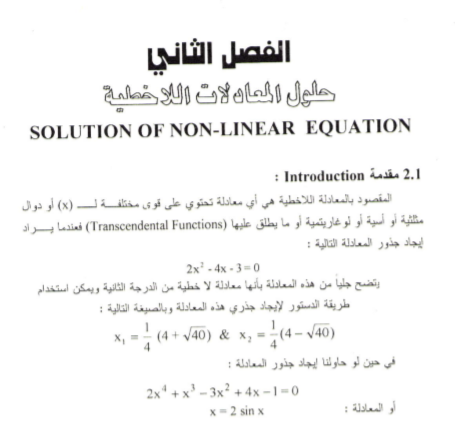 الفصل الثاني
حلول المعادلات اللاخطية
SOLUTION OF NON-LINEAR EQUATION
2.1 مقدمة Introduction :
المقصود بالمعادلة اللاخطية هي أي معادلة تحتوي على قوى مختلفة لـ (x) أو دوال
مثلثية أو أسية أو لوغاريتمية أو ما يطلق عليها (Transcendental Functions) فعندما يراد
إيجاد جذور المعادلة التالية :
2x² - 4x - 3 = 0
يتضح جلياً من هذه المعادلة بأنها معادلة لا خطية من الدرجة الثانية ويمكن استخدام
طريقة الدستور لإيجاد جذري هذه المعادلة وبالصيغة التالية :
x₁ = 1/4 (4 + √40) & x₂ = 1/4 (4 - √40)
في حين لو حاولنا إيجاد جذور المعادلة :
2x⁴ + x³ - 3x² + 4x - 1 = 0
أو المعادلة : x = 2 sin x